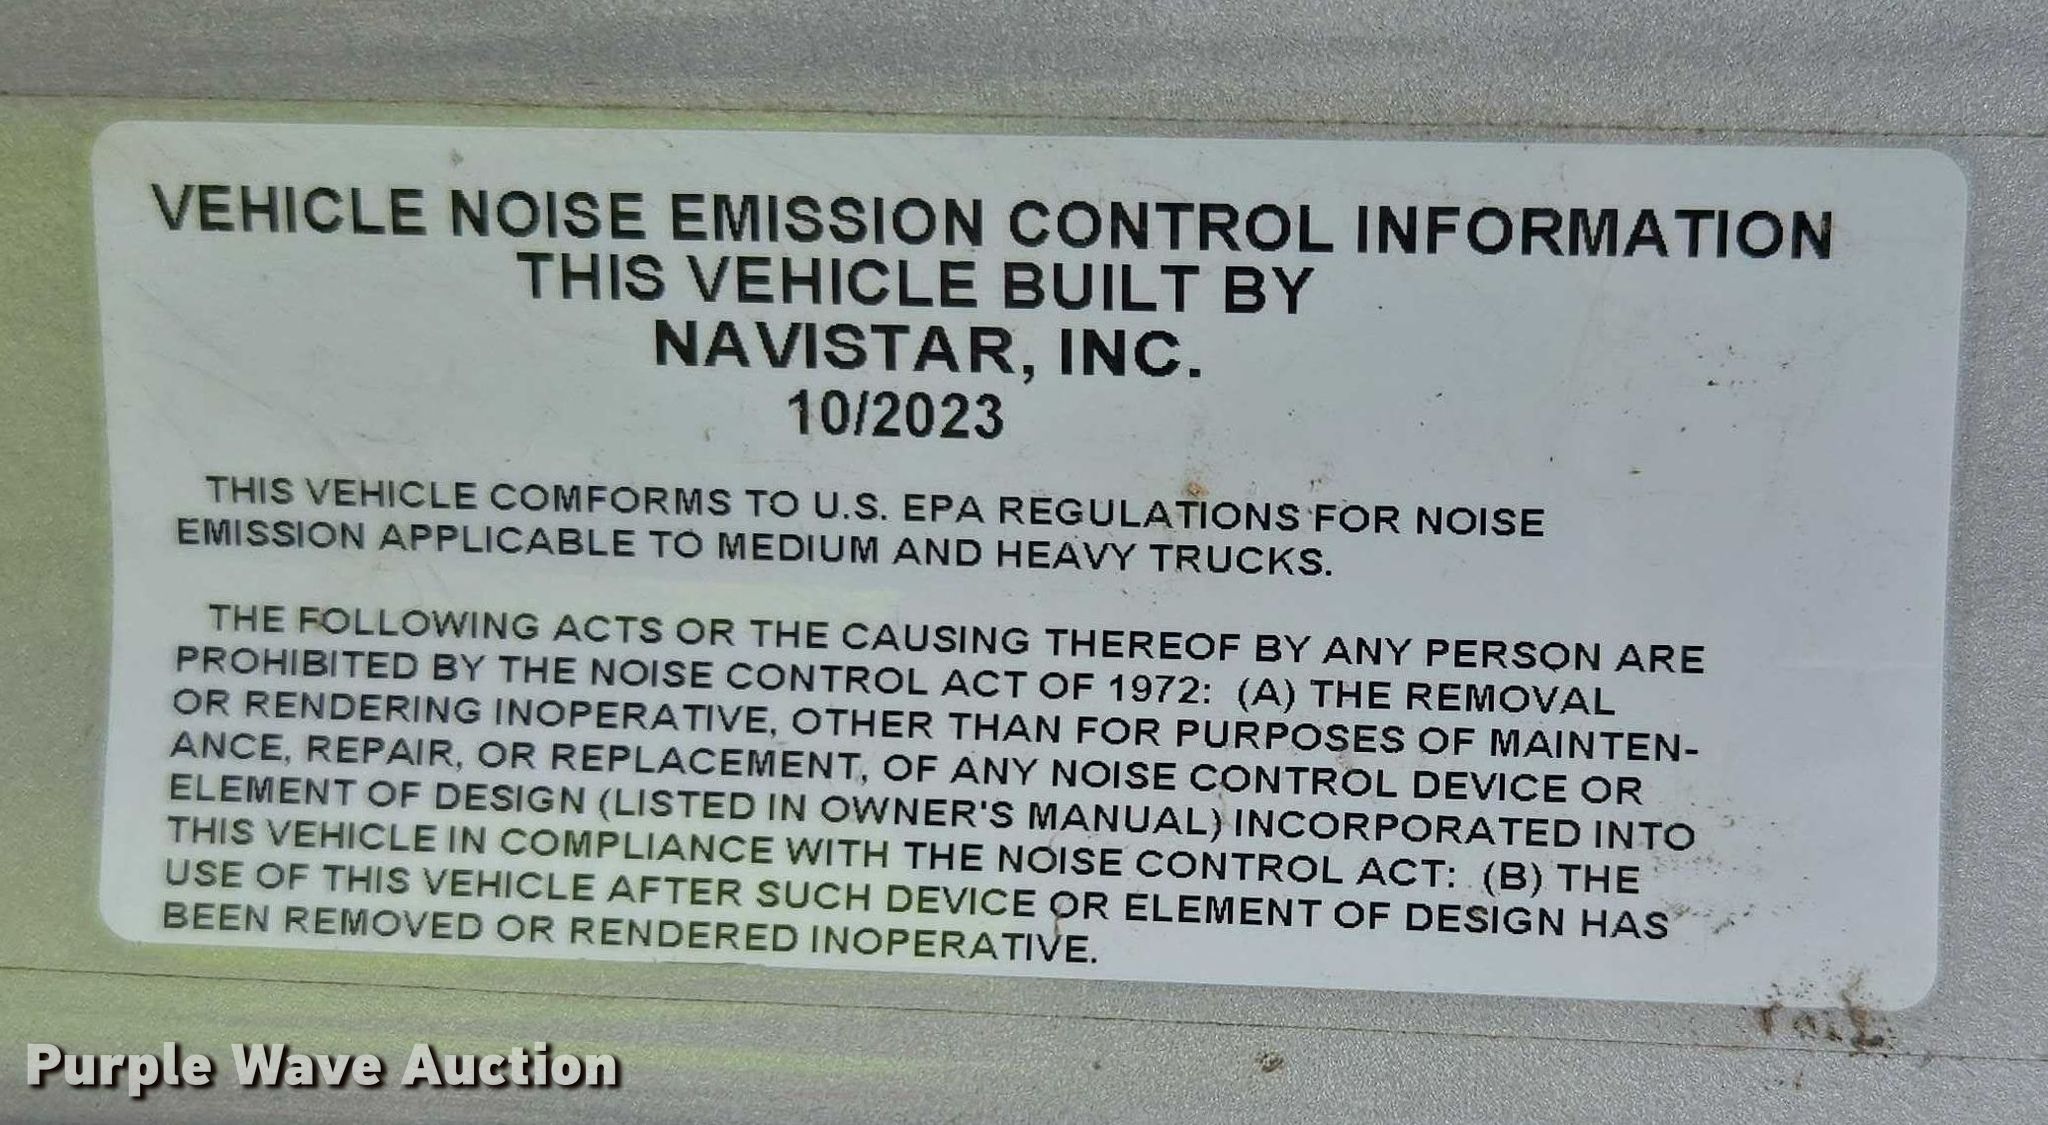 VEHICLE NOISE EMISSION CONTROL INFORMATION
THIS VEHICLE BUILT BY
NAVISTAR, INC.
10/2023
THIS VEHICLE COMFORMS TO U.S. EPA REGULATIONS FOR NOISE
EMISSION APPLICABLE TO MEDIUM AND HEAVY TRUCKS.
THE FOLLOWING ACTS OR THE CAUSING THEREOF BY ANY PERSON ARE
PROHIBITED BY THE NOISE CONTROL ACT OF 1972: (A) THE REMOVAL
OR RENDERING INOPERATIVE, OTHER THAN FOR PURPOSES OF MAINTEN-
ANCE, REPAIR, OR REPLACEMENT, OF ANY NOISE CONTROL DEVICE OR
ELEMENT OF DESIGN (LISTED IN OWNER'S MANUAL) INCORPORATED INTO
THIS VEHICLE IN COMPLIANCE WITH THE NOISE CONTROL ACT: (B) THE
USE OF THIS VEHICLE AFTER SUCH DEVICE OR ELEMENT OF DESIGN HAS
BEEN REMOVED OR RENDERED INOPERATIVE.
Purple Wave Auction